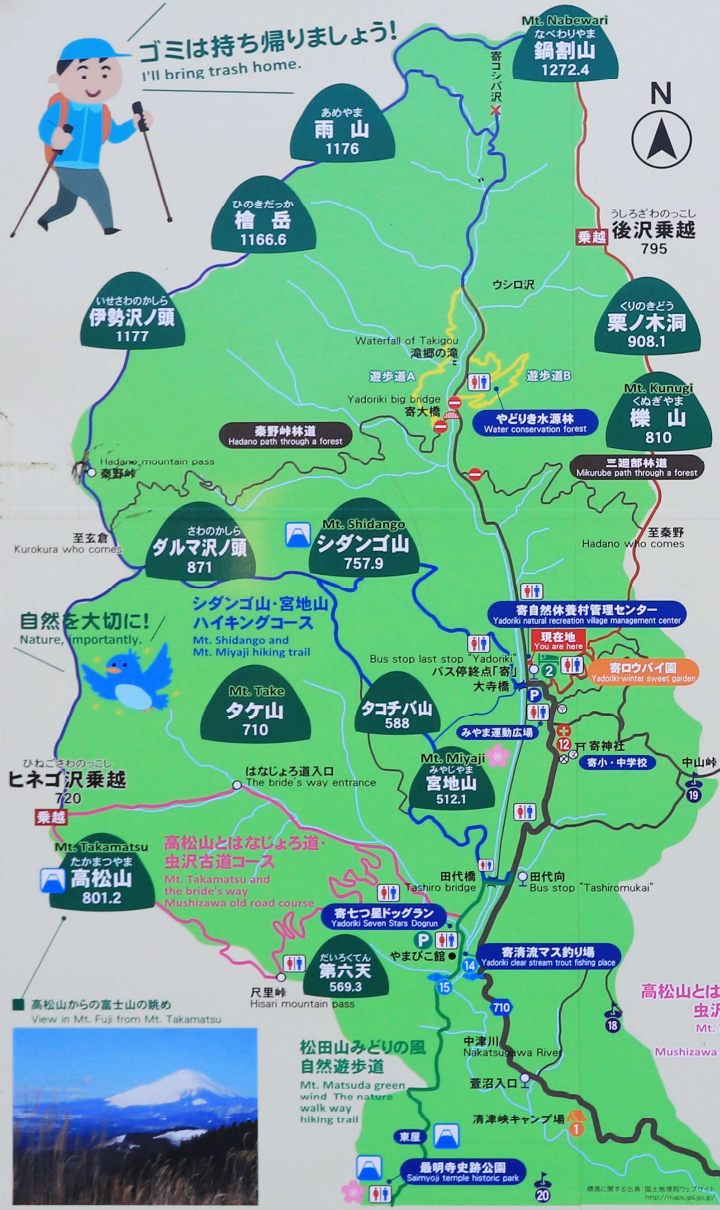 ゴミは持ち帰りましょう!
I'll bring trash home.
Mt. Nabewari
なべわりやま
鍋割山
1272.4
寄コシバ沢
N
あめやま
雨山
1176
ひのきだっか
檜岳
1166.6
うしろざわのっこし
乗越
後沢乗越
795
いせさわのかしら
伊勢沢ノ頭
1177
ウシロ沢
くりのきどう
栗ノ木洞
908.1
Waterfall of Takigou
滝郷の滝
遊歩道A
遊歩道B
Yadoriki big bridge
寄大橋
やどりき水源林
Water conservation forest
Mt. Kunugi
くぬぎやま
櫟山
810
秦野峠林道
Hadano path through a forest
三廻部林道
Mikurube path through a forest
Hadano mountain pass
秦野峠
至玄倉
Kurokura who comes
さわのかしら
ダルマ沢ノ頭
871
Mt. Shidango
シダンゴ山
757.9
至秦野
Hadano who comes
自然を大切に!
Nature, importantly.
シダンゴ山・宮地山
ハイキングコース
Mt. Shidango and
Mt. Miyaji hiking trail
寄自然休養村管理センター
Yadoriki natural recreation village management center
現在地
You are here
2
Bus stop last stop "Yadoriki"
バス停終点「寄」
大寺橋
P
寄ロウバイ園
Yadoriki-winter sweet garden
Mt. Take
タケ山
710
タコチバ山
588
みやま運動広場
12
寄神社
寄小・中学校
Mt. Miyaji
みやじやま
宮地山
512.1
中山峠
19
ひねござわのっこし
ヒネゴ沢乗越
720
乗越
はなじょろ道入口
The bride's way entrance
Mt. Takamatsu
たかまつやま
高松山
801.2
高松山とはなじょろ道・
虫沢古道コース
Mt. Takamatsu and
the bride's way
Mushizawa old road course
田代橋
Tashiro bridge
田代向
Bus stop "Tashiromukai"
寄七つ星ドッグラン
Yadoriki Seven Stars Dogrun
P
やまびこ館
寄清流マス釣り場
Yadoriki clear stream trout fishing place
14
15
だいろくてん
第六天
569.3
尺里峠
Hisari mountain pass
高松山からの富士山の眺め
View in Mt. Fuji from Mt. Takamatsu
710
18
高松山とは
虫沢
Mt.
Mushizawa
松田山みどりの風
自然遊歩道
Mt. Matsuda green
wind The nature
walk way
hiking trail
中津川
Nakatsugawa River
萱沼入口
清津峡キャンプ場
1
東屋
最明寺史跡公園
Saimyoji temple historic park
20
標高に関する出典:国土地理院ウェブサイト
http://maps.gsi.go.jp/